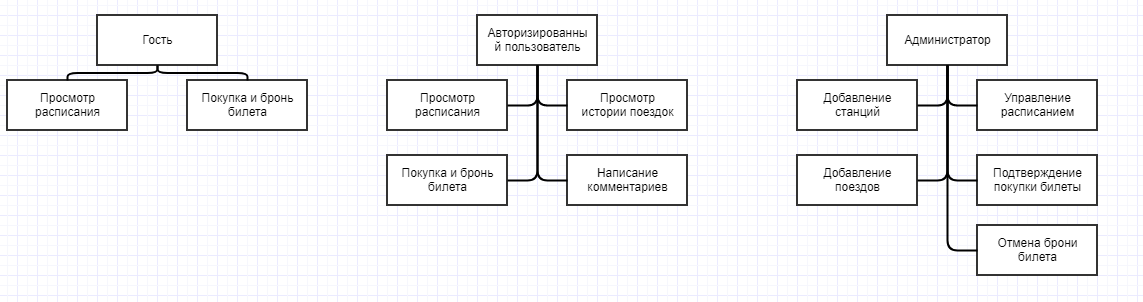 Гость
Просмотр
расписания
Покупка и бронь
билета
Авторизированны
й пользователь
Просмотр
расписания
Просмотр
истории поездок
Покупка и бронь
билета
Написание
комментариев
Администратор
Добавление
станций
Управление
расписанием
Добавление
поездов
Подтверждение
покупки билеты
Отмена брони
билета